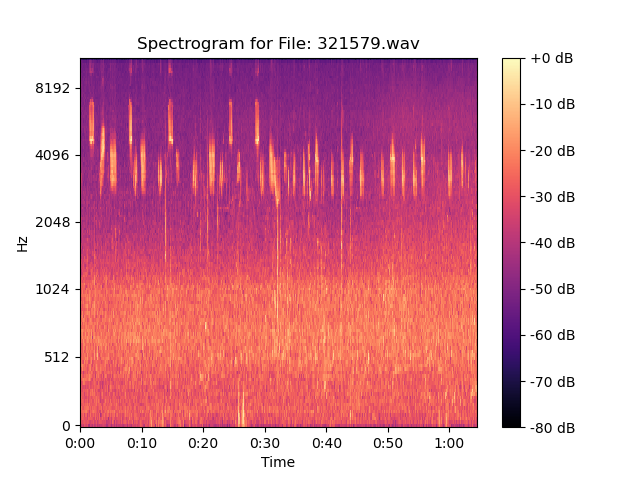 Spectrogram for File: 321579.wav
Hz
8192
4096
2048
1024
512
0
0:00 0:10 0:20 0:30 0:40 0:50 1:00
Time
+0 dB
-10 dB
-20 dB
-30 dB
-40 dB
-50 dB
-60 dB
-70 dB
-80 dB